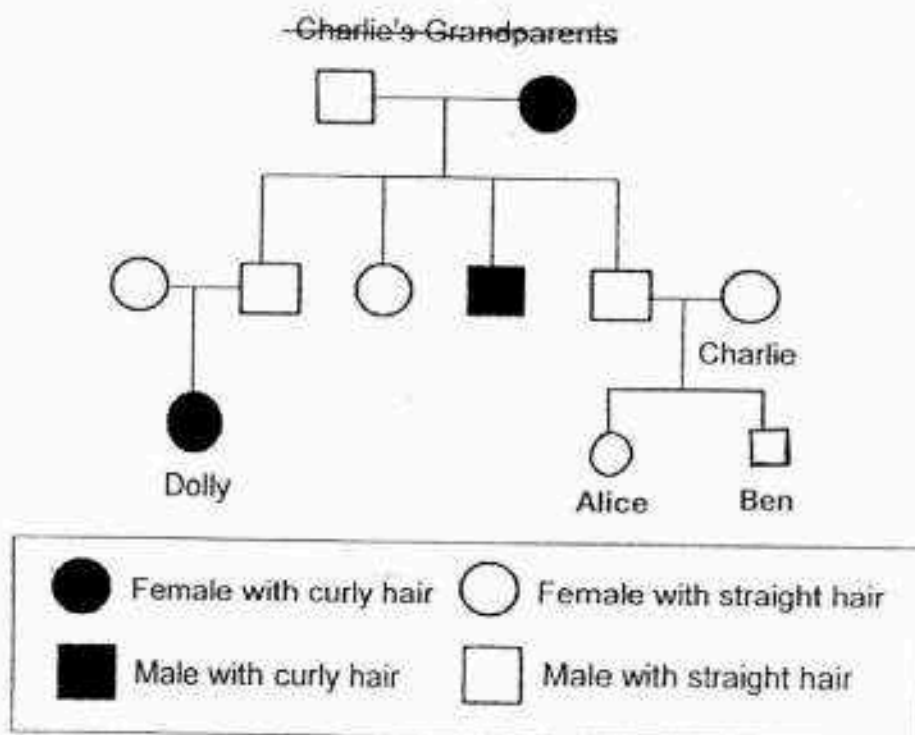 Charlie's Grandparents
Charlie
Dolly
Alice
Ben
Female with curly hair
Female with straight hair
Male with curly hair
Male with straight hair